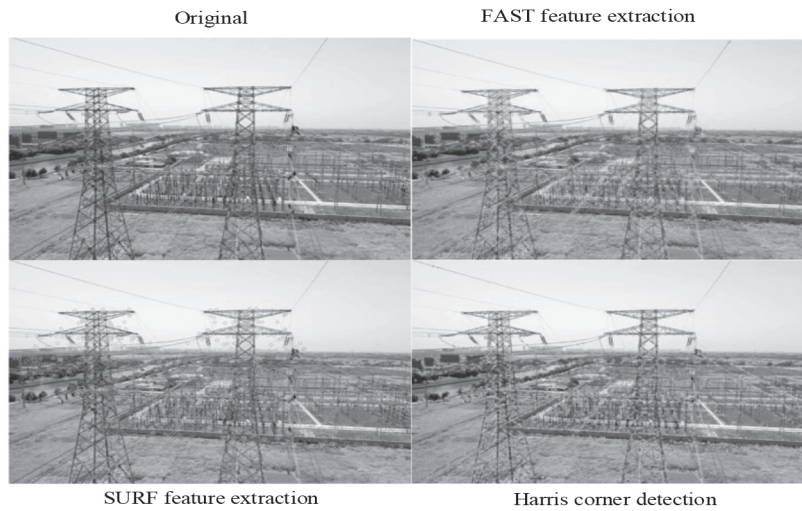 Original
FAST feature extraction
SURF feature extraction
Harris corner detection